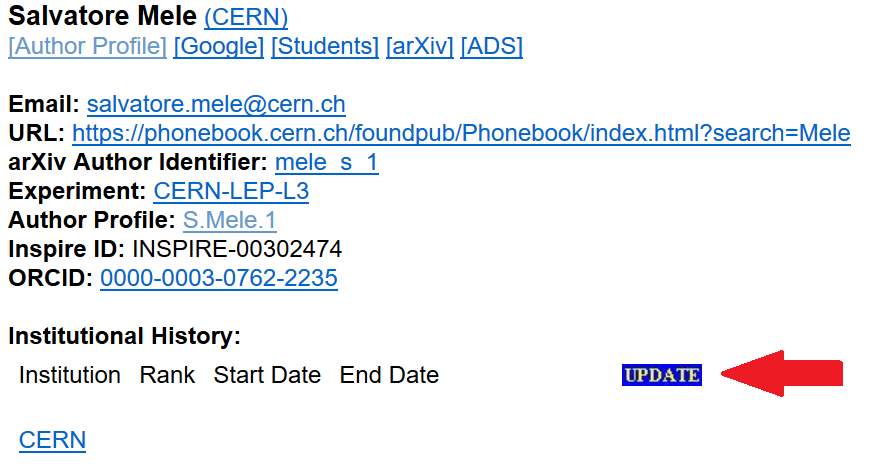 Salvatore Mele (CERN)
[Author Profile] [Google] [Students] [arXiv] [ADS]
Email: salvatore.mele@cern.ch
URL: https://phonebook.cern.ch/foundpub/Phonebook/index.html?search=Mele
arXiv Author Identifier: mele_s_1
Experiment: CERN-LEP-L3
Author Profile: S.Mele.1
Inspire ID: INSPIRE-00302474
ORCID: 0000-0003-0762-2235
Institutional History:
Institution Rank Start Date End Date UPDATE
CERN